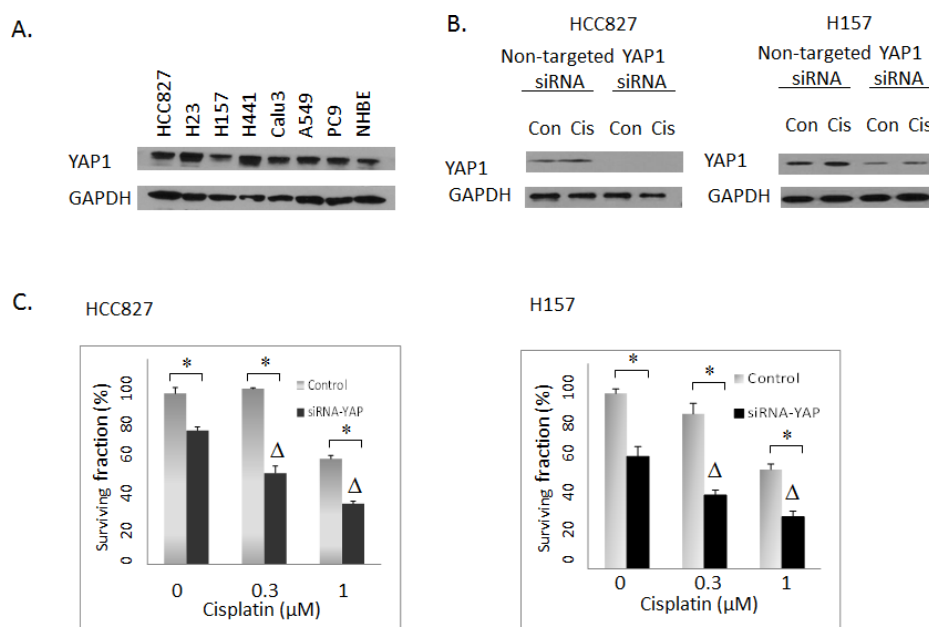 A.
HCC827 H23 H157 H441 Calu3 A549 PC9 NHBE
YAP1
GAPDH
B.
HCC827
Non-targeted YAP1
siRNA siRNA
Con Cis Con Cis
YAP1
GAPDH
H157
Non-targeted YAP1
siRNA siRNA
Con Cis Con Cis
YAP1
GAPDH
C.
HCC827
Surviving fraction (%)
100
80
60
40
20
0
* * *
Δ Δ
Control
siRNA-YAP
0 0.3 1
Cisplatin (μM)
H157
Surviving fraction (%)
100
80
60
40
20
0
* * *
Δ Δ
Control
siRNA-YAP
0 0.3 1
Cisplatin (μM)